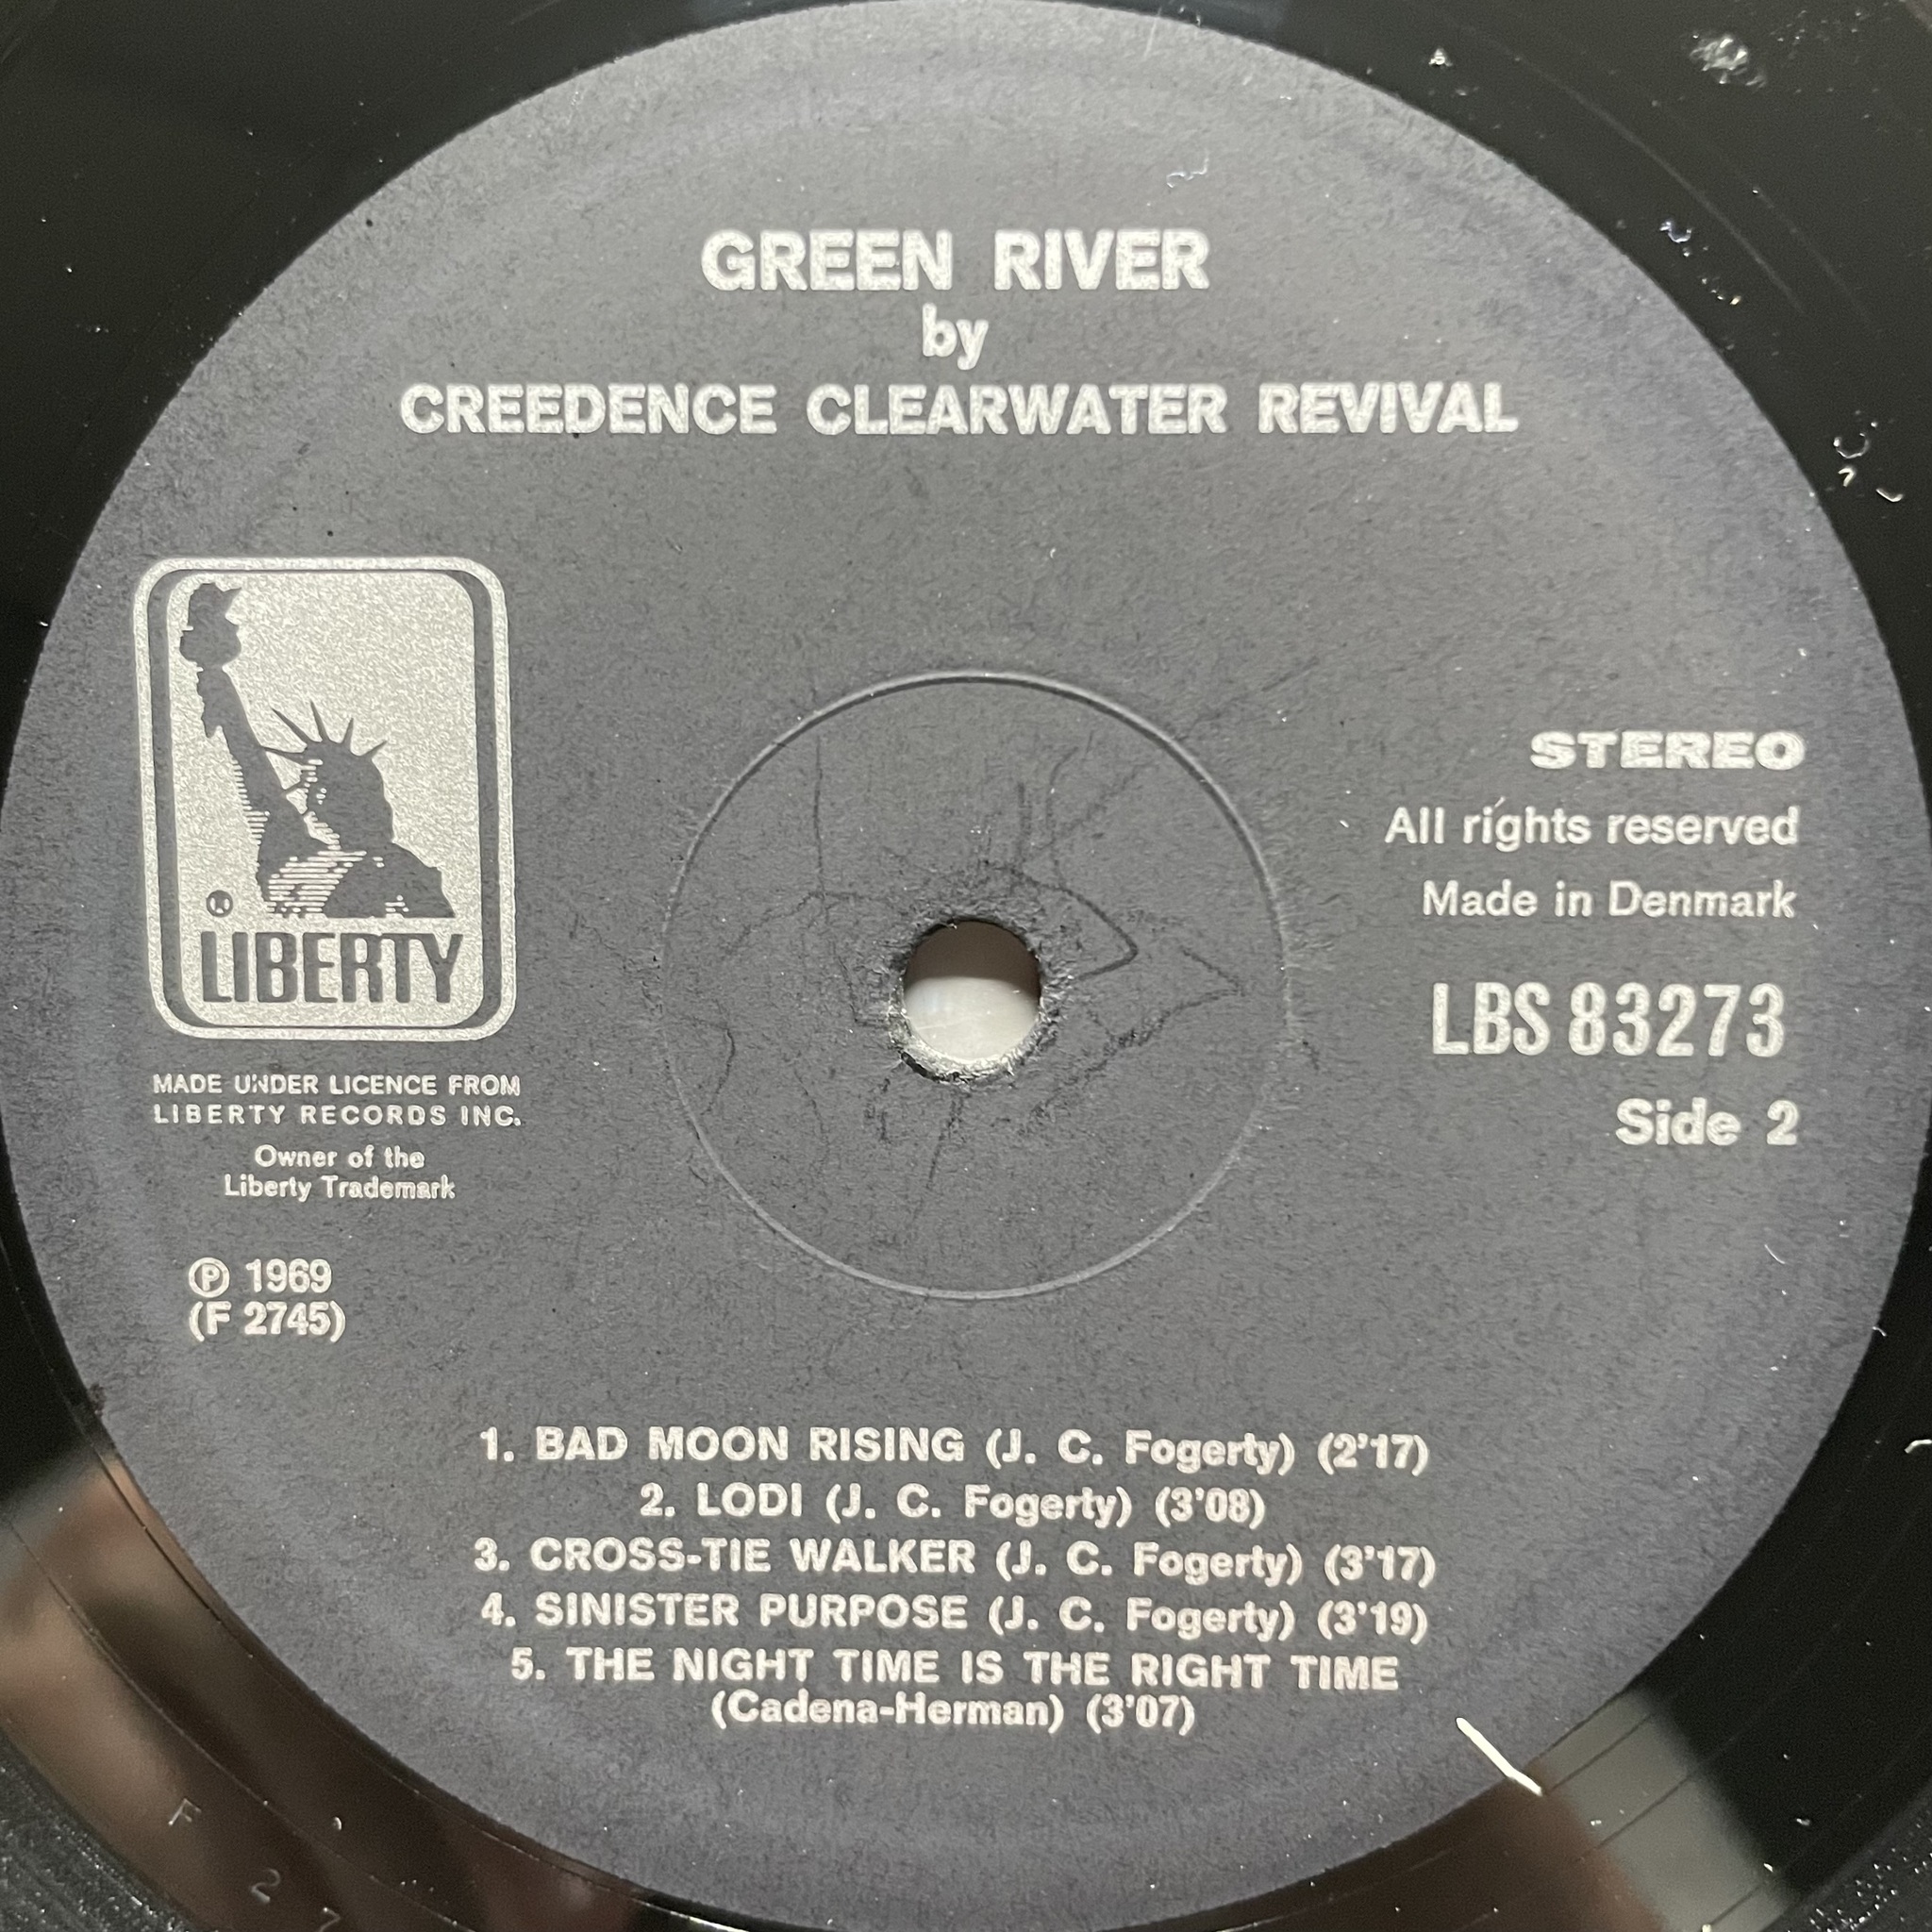 GREEN RIVER
by
CREEDENCE CLEARWATER REVIVAL
LIBERTY
MADE UNDER LICENCE FROM
LIBERTY RECORDS INC.
Owner of the
Liberty Trademark
Ⓟ 1969
(F 2745)
STEREO
All rights reserved
Made in Denmark
LBS 83273
Side 2
1. BAD MOON RISING (J. C. Fogerty) (2'17)
2. LODI (J. C. Fogerty) (3'08)
3. CROSS-TIE WALKER (J. C. Fogerty) (3'17)
4. SINISTER PURPOSE (J. C. Fogerty) (3'19)
5. THE NIGHT TIME IS THE RIGHT TIME
(Cadena-Herman) (3'07)
F 27